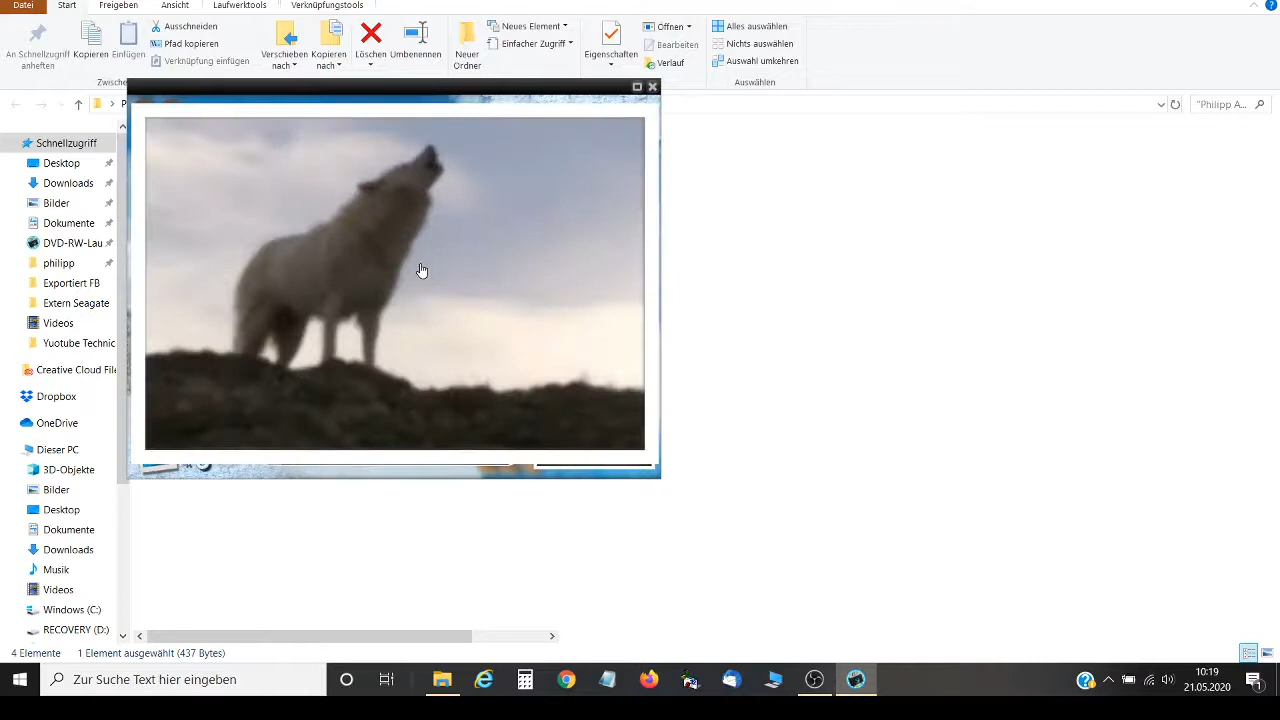 Datei Start Freigeben Ansicht Laufwerktools Verknüpfungstools
An Schnellzugriff anheften
Kopieren
Einfügen
Ausschneiden
Pfad kopieren
Verknüpfung einfügen
Verschieben nach
Kopieren nach
Löschen
Umbenennen
Neuer Ordner
Neues Element
Einfacher Zugriff
Eigenschaften
Öffnen
Bearbeiten
Verlauf
Alles auswählen
Nichts auswählen
Auswahl umkehren
Zwische
Auswählen
P
"Philipp A...
Schnellzugriff
Desktop
Downloads
Bilder
Dokumente
DVD-RW-Lau
philipp
Exportiert FB
Extern Seagate
Videos
Yuotube Technic
Creative Cloud File
Dropbox
OneDrive
Dieser PC
3D-Objekte
Bilder
Desktop
Dokumente
Downloads
Musik
Videos
Windows (C:)
RECOVERY (D:)
4 Elemente 1 Element ausgewählt (437 Bytes)
Zur Suche Text hier eingeben
10:19
21.05.2020
1